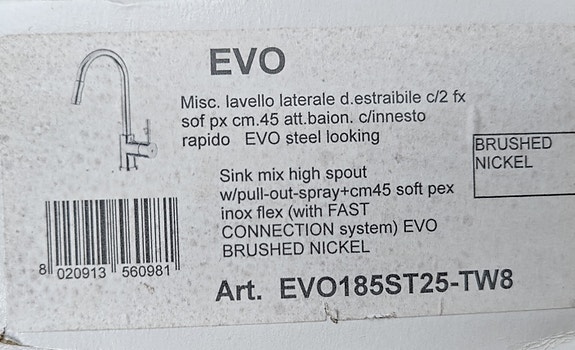 EVO
Misc. lavello laterale d.estraibile c/2 fx
sof px cm.45 att.baion. c/innesto
rapido EVO steel looking
BRUSHED
NICKEL
Sink mix high spout
w/pull-out-spray+cm45 soft pex
inox flex (with FAST
CONNECTION system) EVO
BRUSHED NICKEL
8 020913 560981
Art. EVO185ST25-TW8